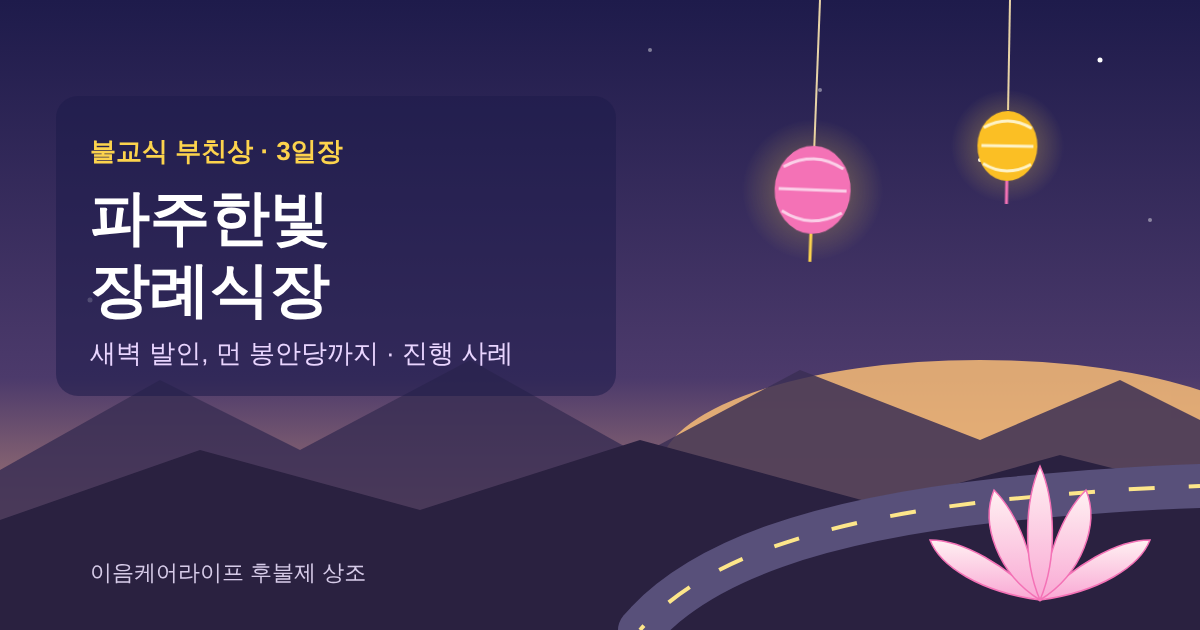 불교식 부친상 · 3일장
파주한빛
장례식장
새벽 발인, 먼 봉안당까지 · 진행 사례
이음케어라이프 후불제 상조